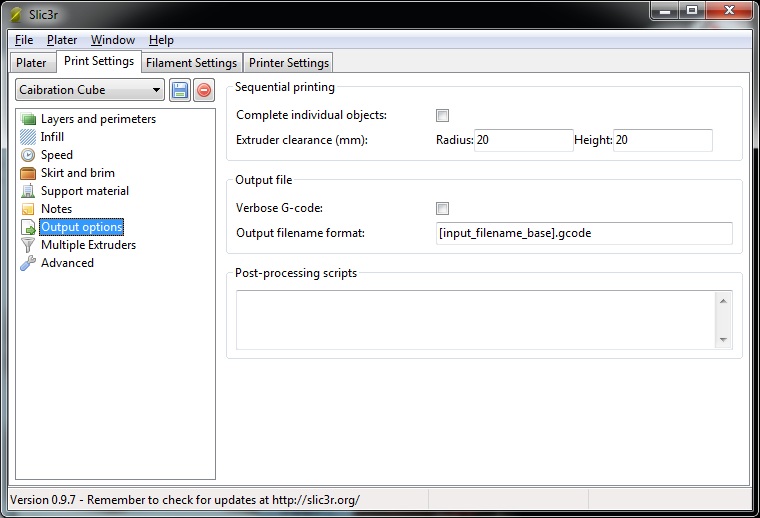 Slic3r
File Plater Window Help
Plater Print Settings Filament Settings Printer Settings
Caibration Cube
Layers and perimeters
Infill
Speed
Skirt and brim
Support material
Notes
Output options
Multiple Extruders
Advanced
Sequential printing
Complete individual objects:
Extruder clearance (mm): Radius: 20 Height: 20
Output file
Verbose G-code:
Output filename format: [input_filename_base].gcode
Post-processing scripts
Version 0.9.7 - Remember to check for updates at http://slic3r.org/